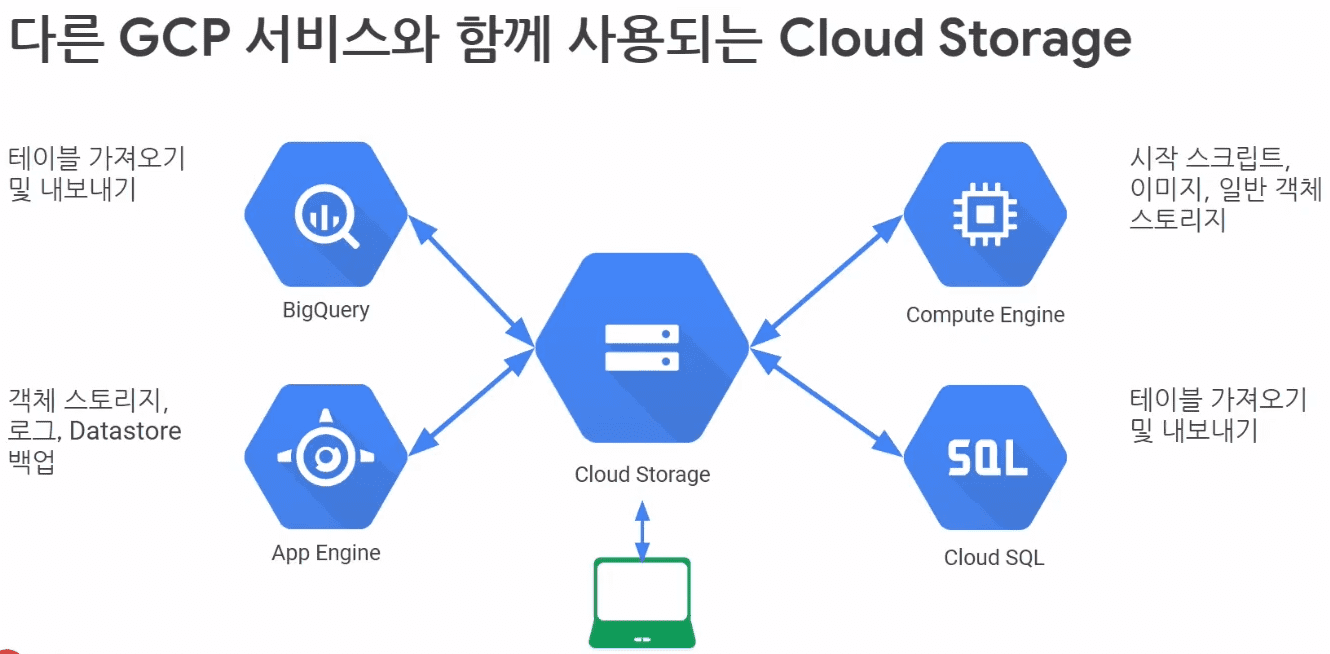 다른 GCP 서비스와 함께 사용되는 Cloud Storage
테이블 가져오기
및 내보내기
BigQuery
시작 스크립트,
이미지, 일반 객체
스토리지
Compute Engine
객체 스토리지,
로그, Datastore
백업
App Engine
Cloud Storage
테이블 가져오기
및 내보내기
SQL
Cloud SQL